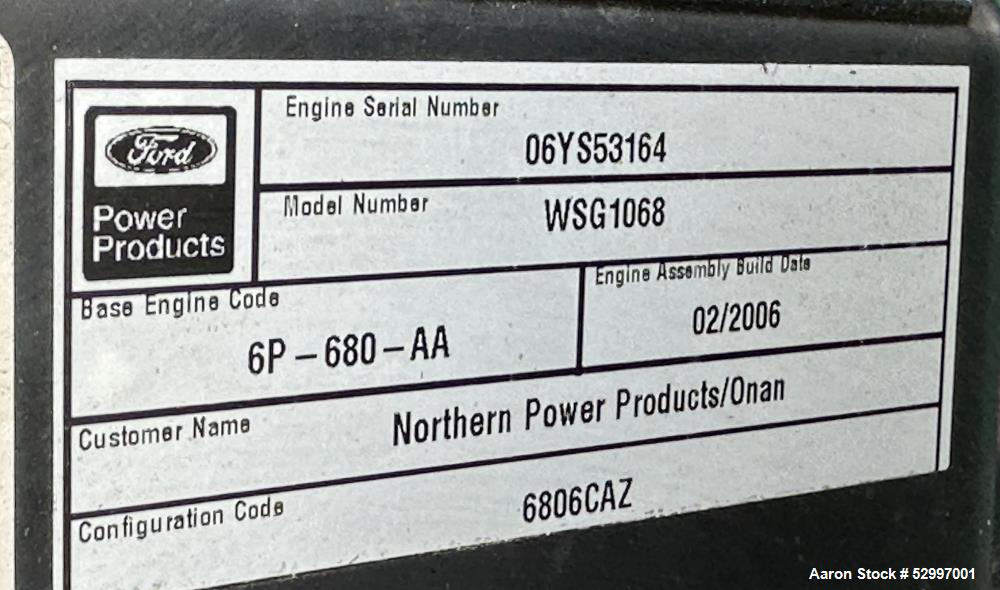 Ford
Power
Products
Engine Serial Number
06YS53164
Model Number
WSG1068
Base Engine Code
6P-680-AA
Engine Assembly Build Date
02/2006
Customer Name
Northern Power Products/Onan
Configuration Code
6806CAZ
Aaron Stock # 52997001